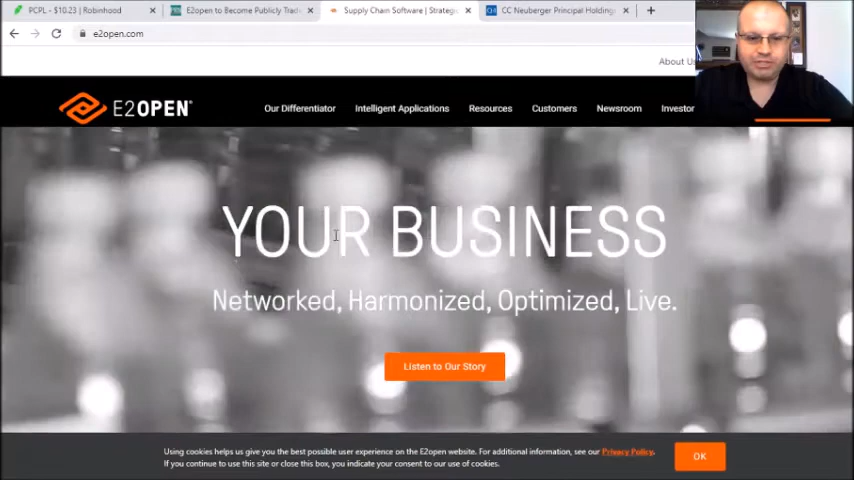 PCPL - $10.23 | Robinhood
E2open to Become Publicly Trad
Supply Chain Software | Strateg
CC Neuberger Principal Holdings
e2open.com
About Us
E2OPEN
Our Differentiator
Intelligent Applications
Resources
Customers
Newsroom
Investor
YOUR BUSINESS
Networked, Harmonized, Optimized, Live.
Listen to Our Story
Using cookies helps us give you the best possible user experience on the E2open website. For additional information, see our Privacy Policy.
If you continue to use this site or close this box, you indicate your consent to our use of cookies.
OK